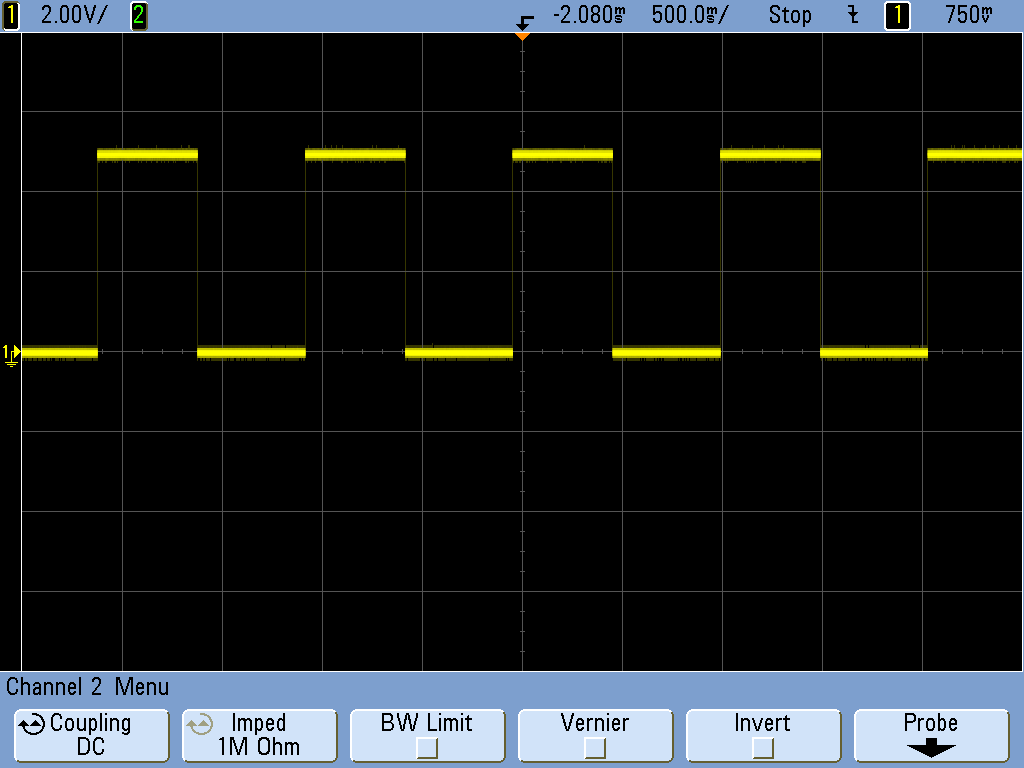 1 2.00V/ 2 -2.080ms 500.0ms/ Stop 1 750mV
1
Channel 2 Menu
Coupling Imped BW Limit Vernier Invert Probe
DC 1M Ohm